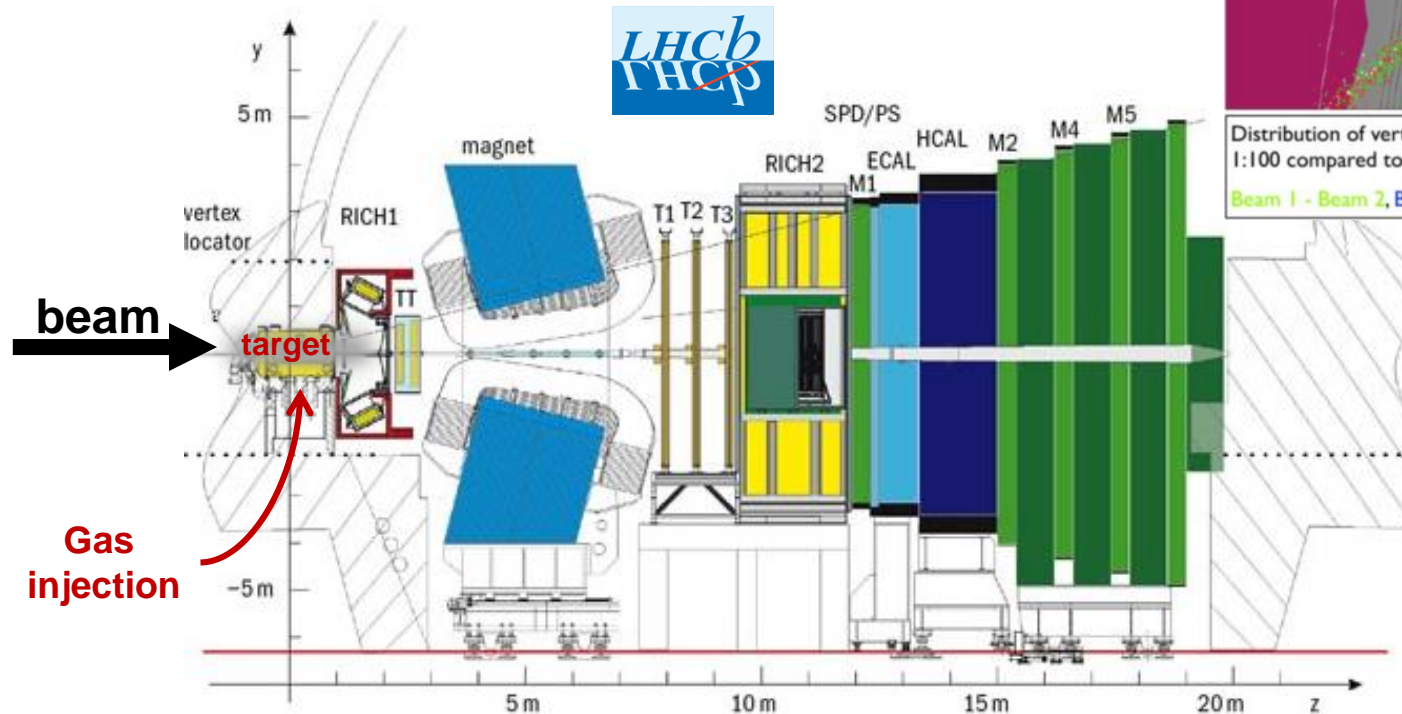 y
5 m
LHCb
LHCb
SPD/PS
HCAL
ECAL
M2
M4
M5
magnet
RICH2
M1
T1
T2
T3
Distribution of vert
1:100 compared to
Beam 1 - Beam 2, B
vertex
locator
RICH1
TT
beam
target
Gas
injection
−5 m
5 m
10 m
15 m
20 m
z